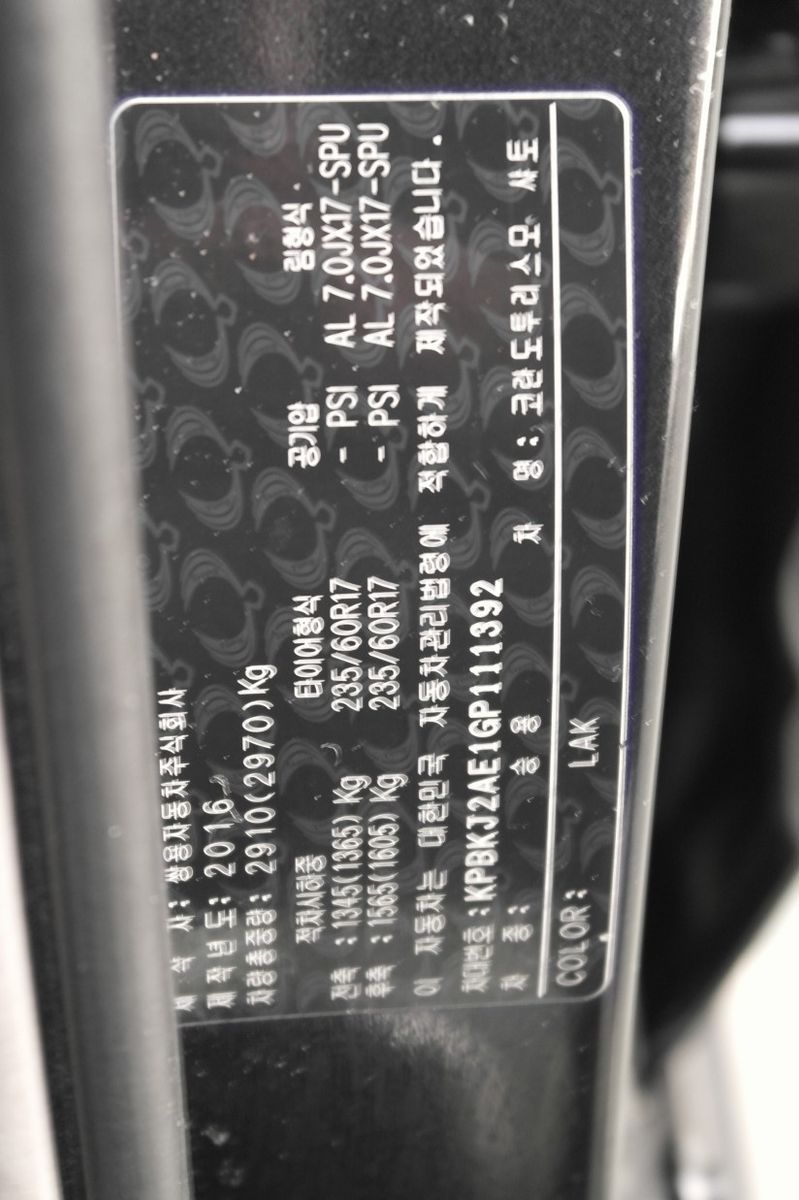 제 작 사: 쌍용자동차주식회사
제 작 년 도: 2016
차량총중량: 2910(2970)Kg
적차시하중 타이어형식 공기압 림형식
전축 : 1345(1365) Kg 235/60R17 - PSI AL 7.0JX17-SPU
후축 : 1565(1605) Kg 235/60R17 - PSI AL 7.0JX17-SPU
이 자동차는 대한민국 자동차관리법령에 적합하게 제작되었습니다.
차대번호:KPBKJ2AE1GP111392
차 종: 승 용 차 명: 코란도투리스모 샤토
COLOR: LAK